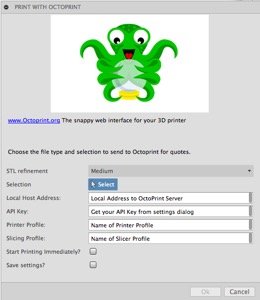 PRINT WITH OCTOPRINT
www.Octoprint.org The snappy web interface for your 3D printer
Choose the file type and selection to send to Octoprint for quotes.
STL refinement Medium
Selection Select
Local Host Address: Local Address to OctoPrint Server
API Key: Get your API Key from settings dialog
Printer Profile: Name of Printer Profile
Slicing Profile: Name of Slicer Profile
Start Printing Immediately?
Save settings?
Ok Cancel